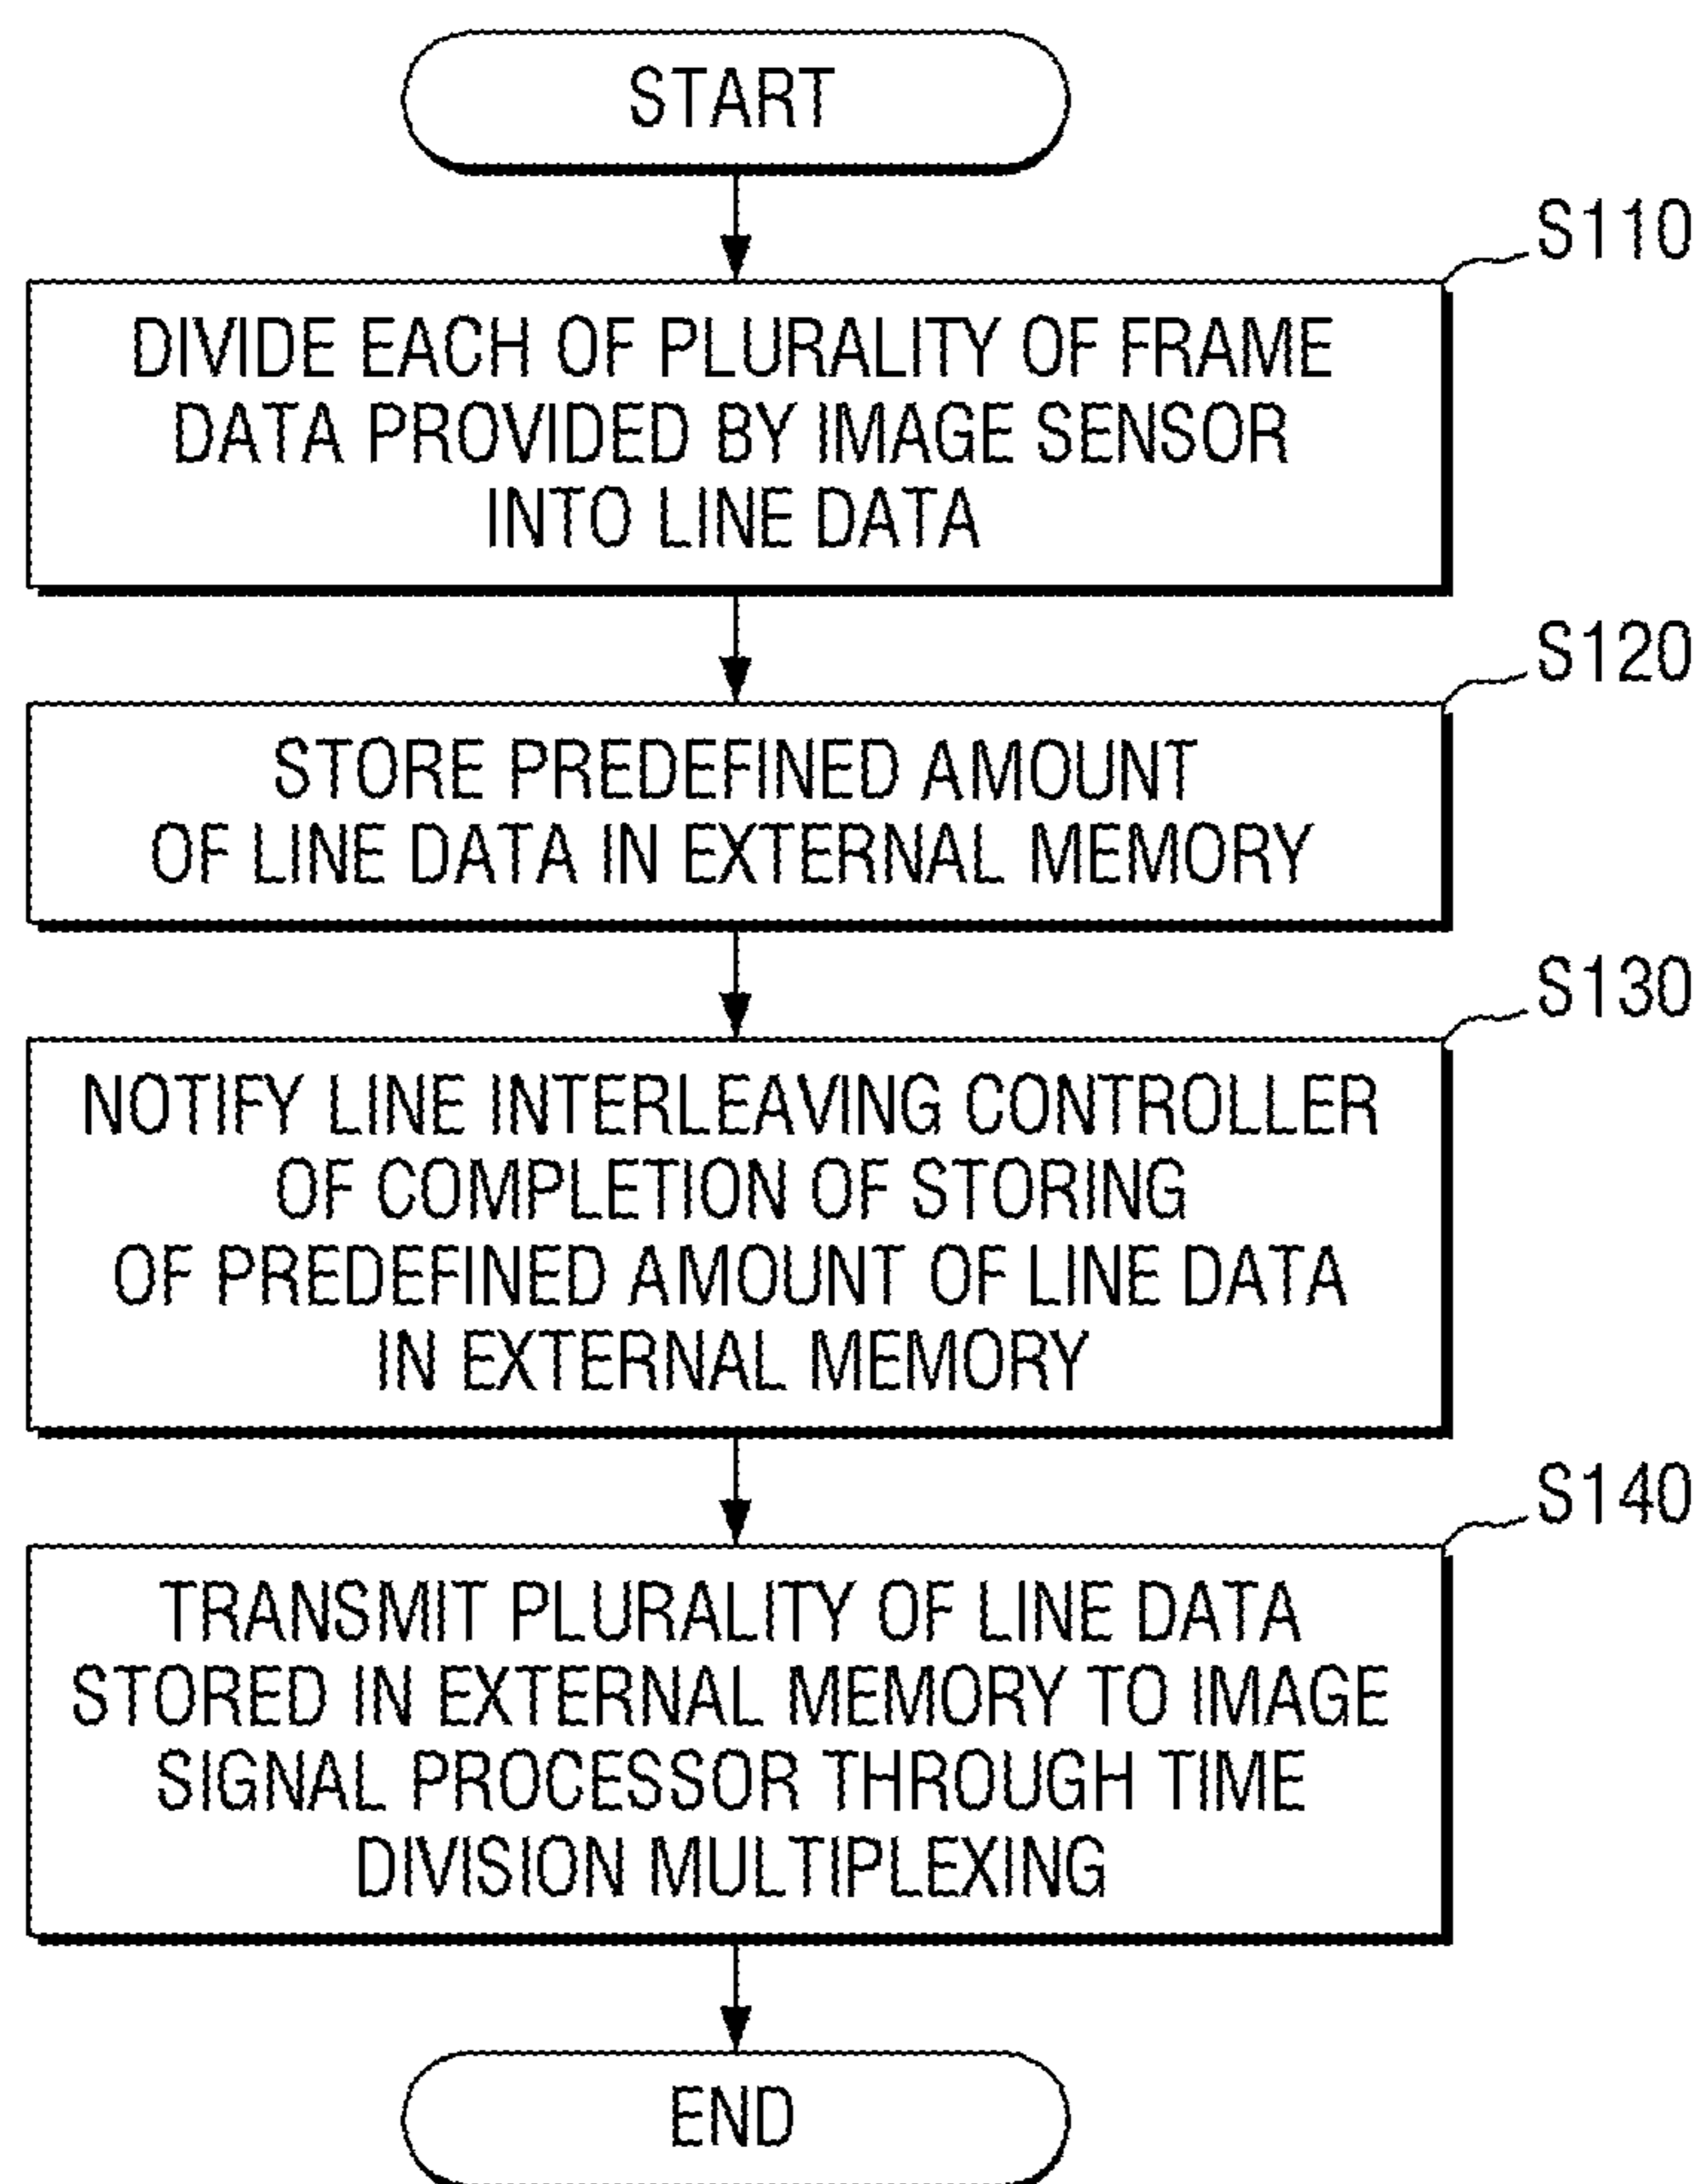 START
S110
DIVIDE EACH OF PLURALITY OF FRAME
DATA PROVIDED BY IMAGE SENSOR
INTO LINE DATA
S120
STORE PREDEFINED AMOUNT
OF LINE DATA IN EXTERNAL MEMORY
S130
NOTIFY LINE INTERLEAVING CONTROLLER
OF COMPLETION OF STORING
OF PREDEFINED AMOUNT OF LINE DATA
IN EXTERNAL MEMORY
S140
TRANSMIT PLURALITY OF LINE DATA
STORED IN EXTERNAL MEMORY TO IMAGE
SIGNAL PROCESSOR THROUGH TIME
DIVISION MULTIPLEXING
END